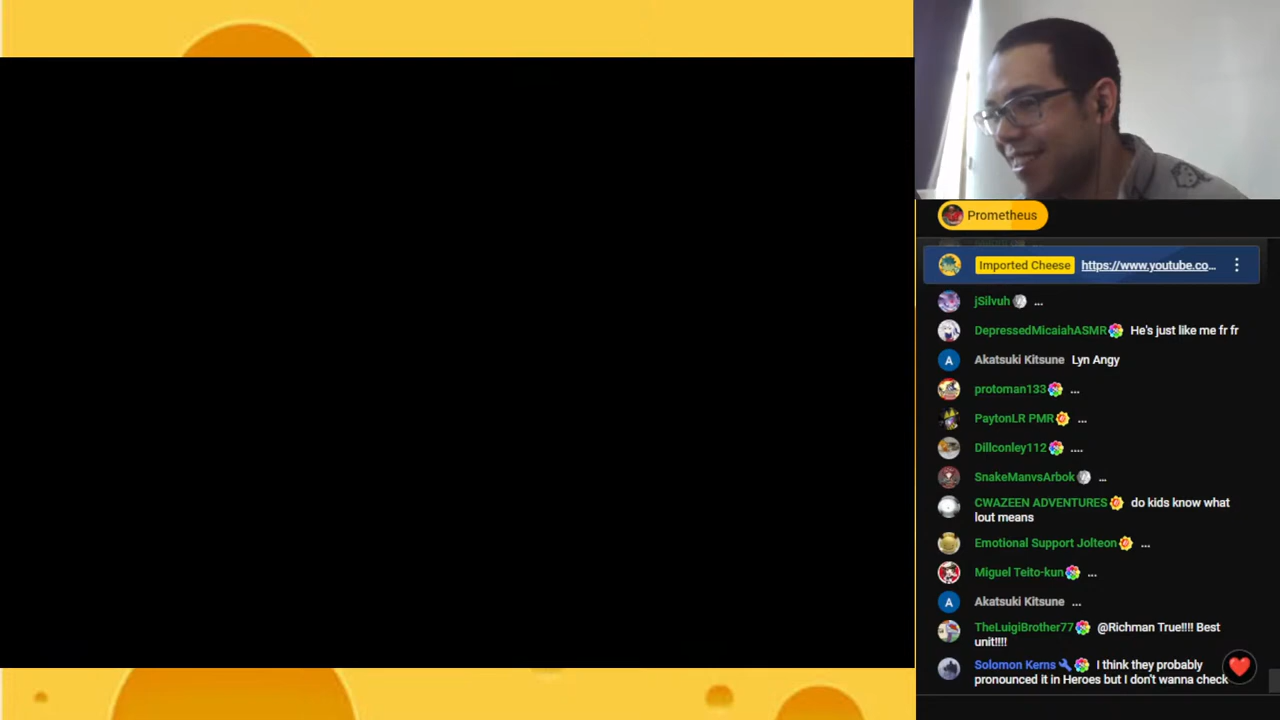 Prometheus
Imported Cheese https://www.youtube.co...
jSilvuh ...
DepressedMicaiahASMR He's just like me fr fr
A Akatsuki Kitsune Lyn Angy
protoman133 ...
PaytonLR PMR ...
Dillconley112 ....
SnakeManvsArbok ...
CWAZEEN ADVENTURES do kids know what
lout means
Emotional Support Jolteon ...
Miguel Teito-kun ...
A Akatsuki Kitsune ...
TheLuigiBrother77 @Richman True!!!! Best
unit!!!!
Solomon Kerns I think they probably
pronounced it in Heroes but I don't wanna check